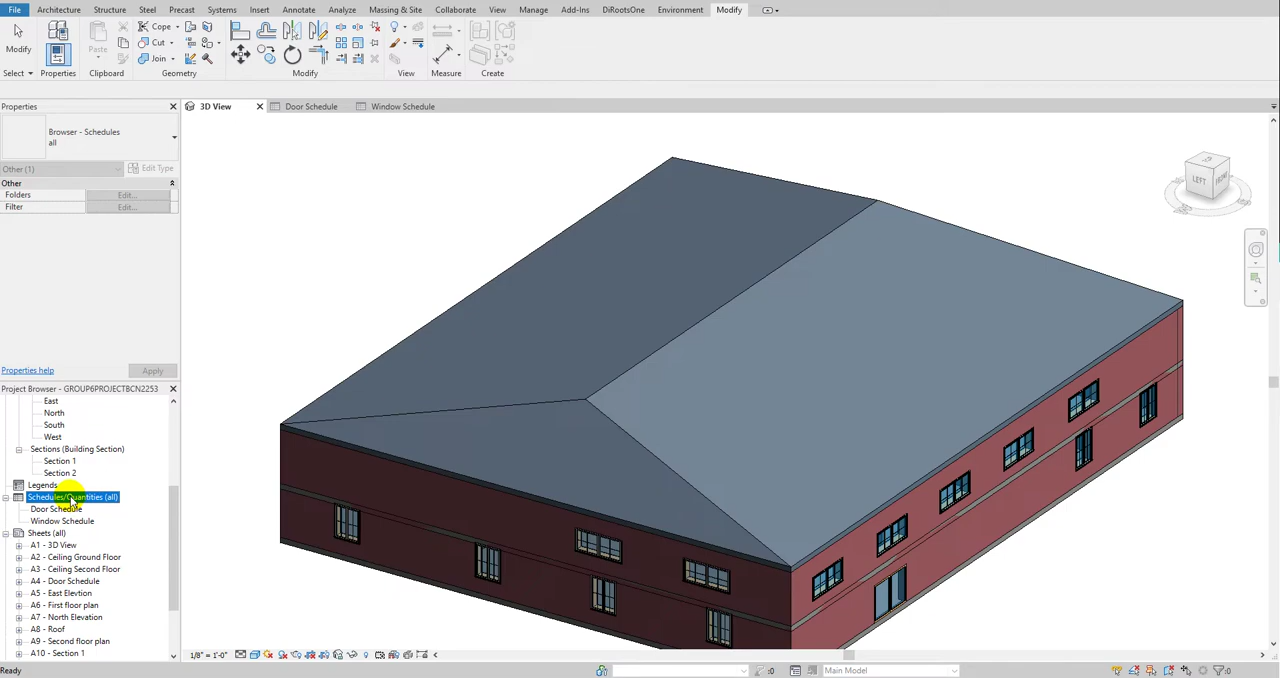 File Architecture Structure Steel Precast Systems Insert Annotate Analyze Massing & Site Collaborate View Manage Add-Ins DiRootsOne Environment Modify
Modify Properties Paste Cope Cut Join
Select Properties Clipboard Geometry Modify View Measure Create
Properties
3D View Door Schedule Window Schedule
Browser - Schedules
all
Other (1) Edit Type
Other
Folders Edit...
Filter Edit...
LEFT FRONT
Properties help Apply
Project Browser - GROUP6PROJECTBCN2253
East
North
South
West
Sections (Building Section)
Section 1
Section 2
Legends
Schedules/Quantities (all)
Door Schedule
Window Schedule
Sheets (all)
A1 - 3D View
A2 - Ceiling Ground Floor
A3 - Ceiling Second Floor
A4 - Door Schedule
A5 - East Elevtion
A6 - First floor plan
A7 - North Elevation
A8 - Roof
A9 - Second floor plan
A10 - Section 1
1/8" = 1'-0"
Ready :0 Main Model :0